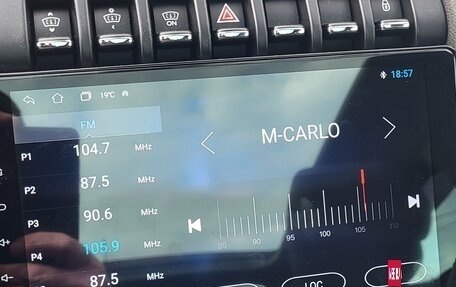 ON
18:57
19°C
FM
P1 104.7 MHz
M-CARLO
P2 87.5 MHz
P3 90.6 MHz
85 90 95 100 105 110
P4 105.9 MHz
87.5 MHz
LOC